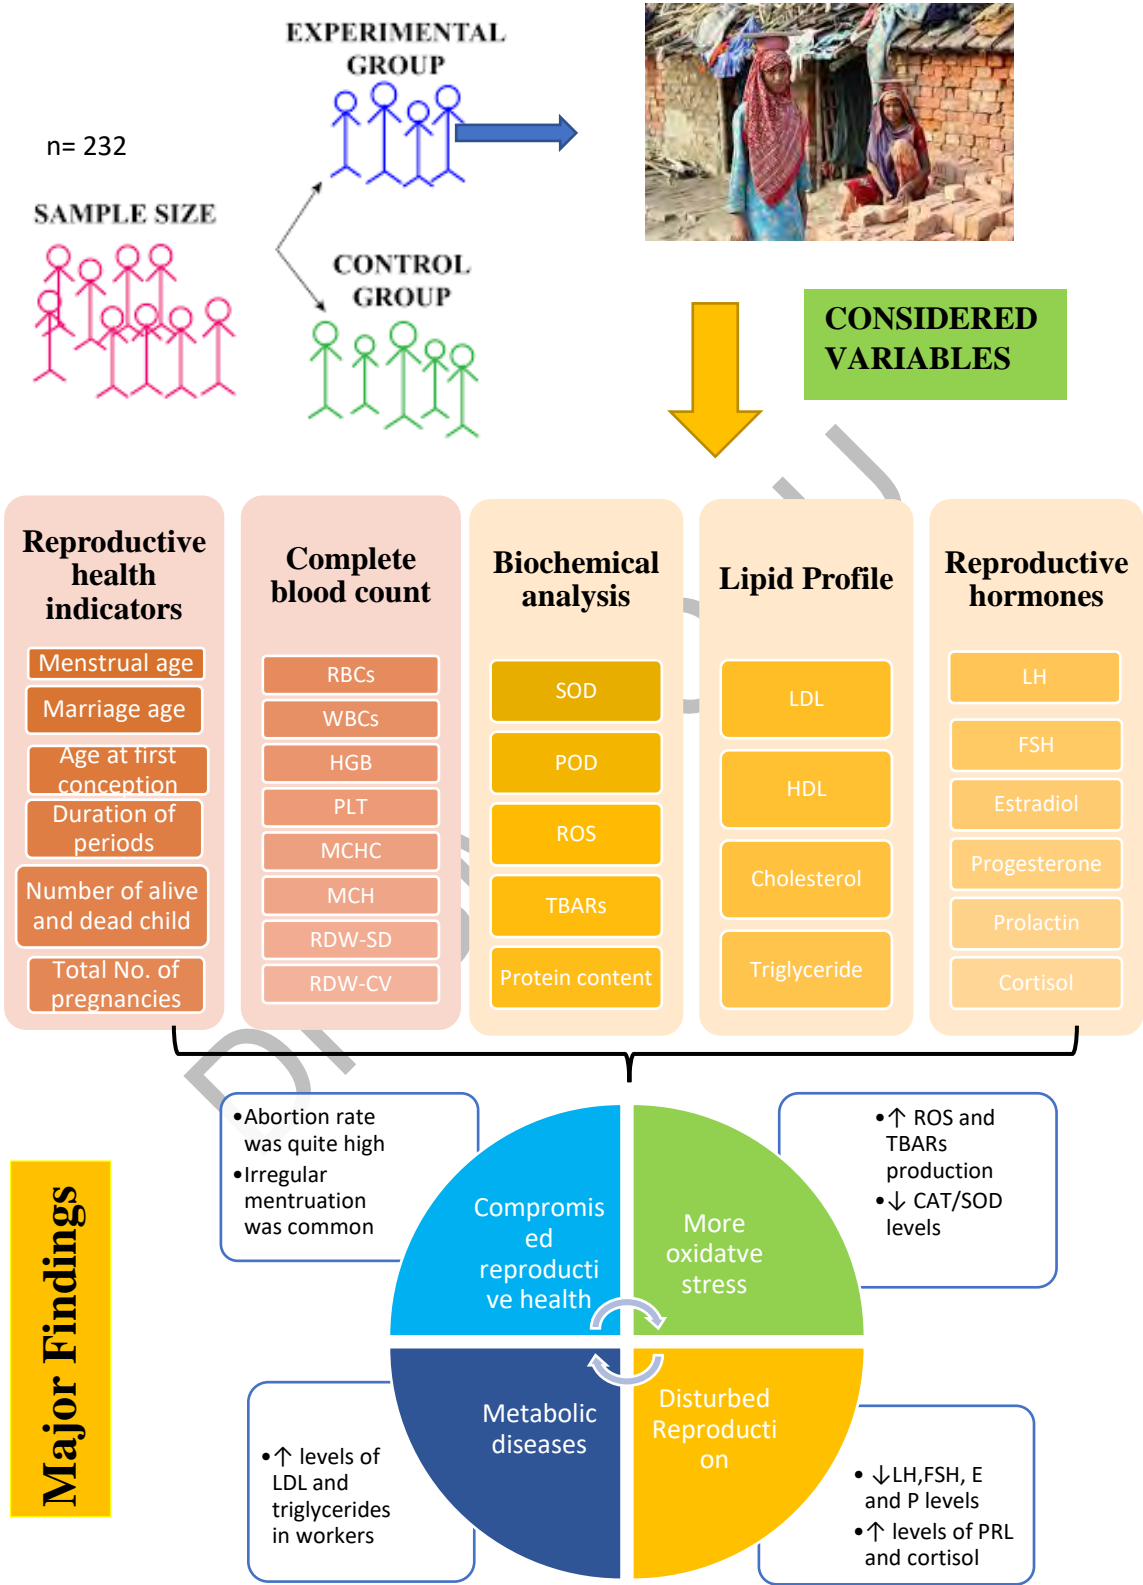 EXPERIMENTAL
GROUP
n= 232
SAMPLE SIZE
CONTROL
GROUP
CONSIDERED
VARIABLES
Reproductive
health
indicators
Menstrual age
Marriage age
Age at first
conception
Duration of
periods
Number of alive
and dead child
Total No. of
pregnancies
Complete
blood count
RBCs
WBCs
HGB
PLT
MCHC
MCH
RDW-SD
RDW-CV
Biochemical
analysis
SOD
POD
ROS
TBARs
Protein content
Lipid Profile
LDL
HDL
Cholesterol
Triglyceride
Reproductive
hormones
LH
FSH
Estradiol
Progesterone
Prolactin
Cortisol
Major Findings
•Abortion rate
was quite high
•Irregular
mentruation
was common
Compromis
ed
reproducti
ve health
More
oxidatve
stress
•↑ ROS and
TBARs
production
•↓ CAT/SOD
levels
Metabolic
diseases
•↑ levels of
LDL and
triglycerides
in workers
Disturbed
Reproducti
on
• ↓LH,FSH, E
and P levels
•↑ levels of PRL
and cortisol